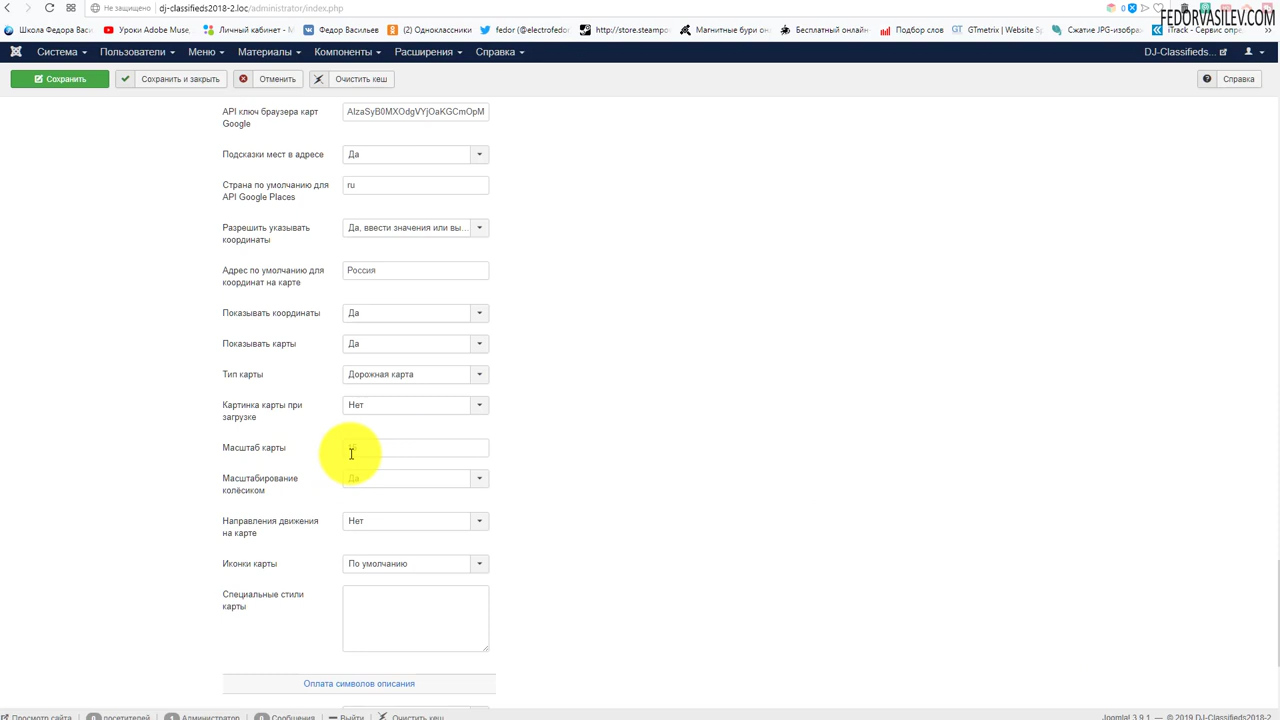 dj-classifieds2018-2.loc/administrator/index.php
Не защищено
FEDORVASILEV.COM
Школа Федора Васи
Уроки Adobe Muse,
Личный кабинет - М
Федор Васильев
(2) Одноклассники
fedor (@electrofedo
http://store.steampo
Магнитные бури он
Бесплатный онлайн
Подбор слов
GTmetrix | Website S
Сжатие JPG-изобра
iTrack - Сервис опре
Система Пользователи Меню Материалы Компоненты Расширения Справка
DJ-Classifieds...
Сохранить Сохранить и закрыть Отменить Очистить кеш Справка
API ключ браузера карт
Google
AIzaSyB0MXOdgVYjOaKGCmOpM
Подсказки мест в адресе Да
Страна по умолчанию для
API Google Places
ru
Разрешить указывать
координаты
Да, ввести значения или вы...
Адрес по умолчанию для
координат на карте
Россия
Показывать координаты Да
Показывать карты Да
Тип карты Дорожная карта
Картинка карты при
загрузке
Нет
Масштаб карты
Масштабирование
колёсиком
Да
Направления движения
на карте
Нет
Иконки карты По умолчанию
Специальные стили
карты
Оплата символов описания
Просмотр сайта 0 посетителей 1 Администратор 0 Сообщения Выйти Очистить кеш
Joomla! 3.9.1 — © 2019 DJ-Classifieds2018-2